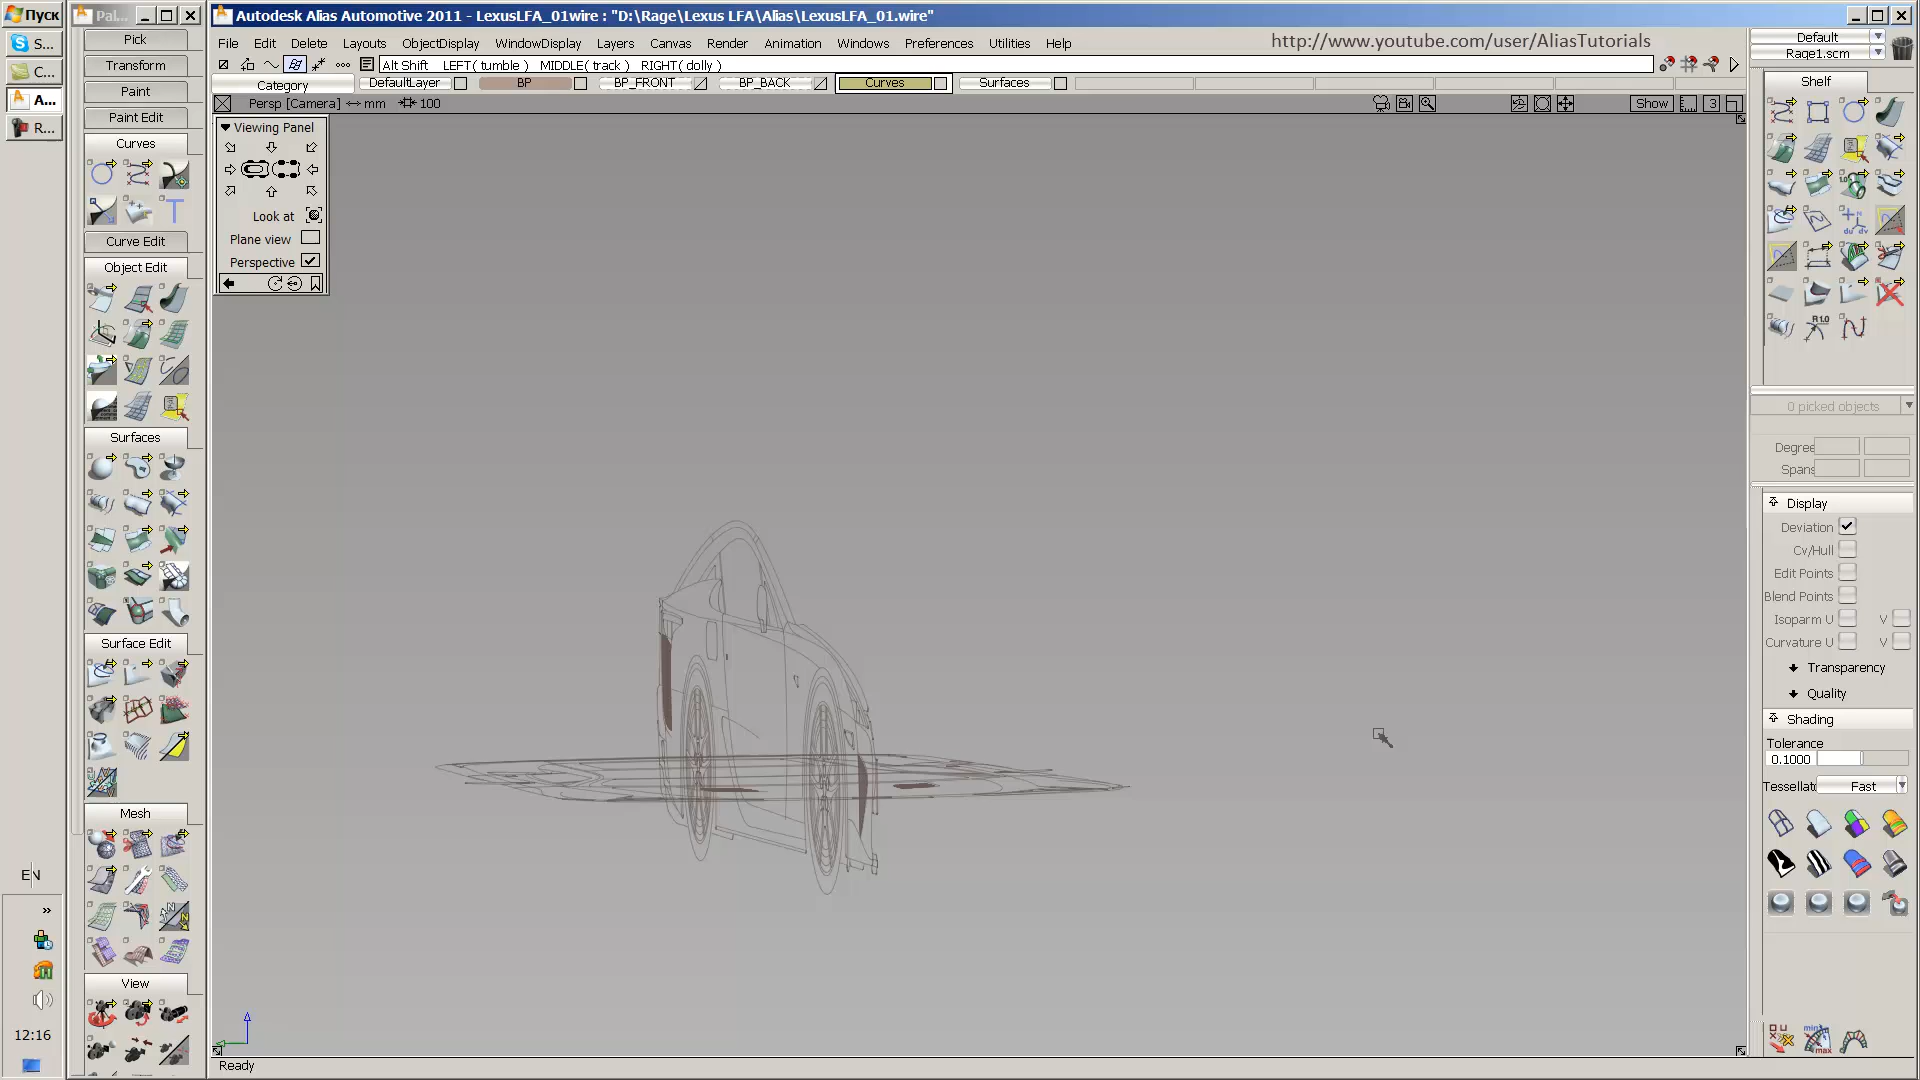 Пуск
S...
C...
A...
R...
EN
»
12:16
Pal...
Pick
Transform
Paint
Paint Edit
Curves
Curve Edit
Object Edit
Surfaces
Surface Edit
Mesh
View
Autodesk Alias Automotive 2011 - LexusLFA_01wire : "D:\Rage\Lexus LFA\Alias\LexusLFA_01.wire"
File Edit Delete Layouts ObjectDisplay WindowDisplay Layers Canvas Render Animation Windows Preferences Utilities Help
http://www.youtube.com/user/AliasTutorials
Alt Shift LEFT( tumble ) MIDDLE( track ) RIGHT( dolly )
Category DefaultLayer BP BP_FRONT BP_BACK Curves Surfaces
Persp [Camera] mm 100
Show 3
Viewing Panel
Look at
Plane view
Perspective
Ready
Default
Rage1.scm
Shelf
0 picked objects
Degree
Spans
Display
Deviation
Cv/Hull
Edit Points
Blend Points
Isoparm U V
Curvature U V
Transparency
Quality
Shading
Tolerance
0.1000
Tessellat Fast